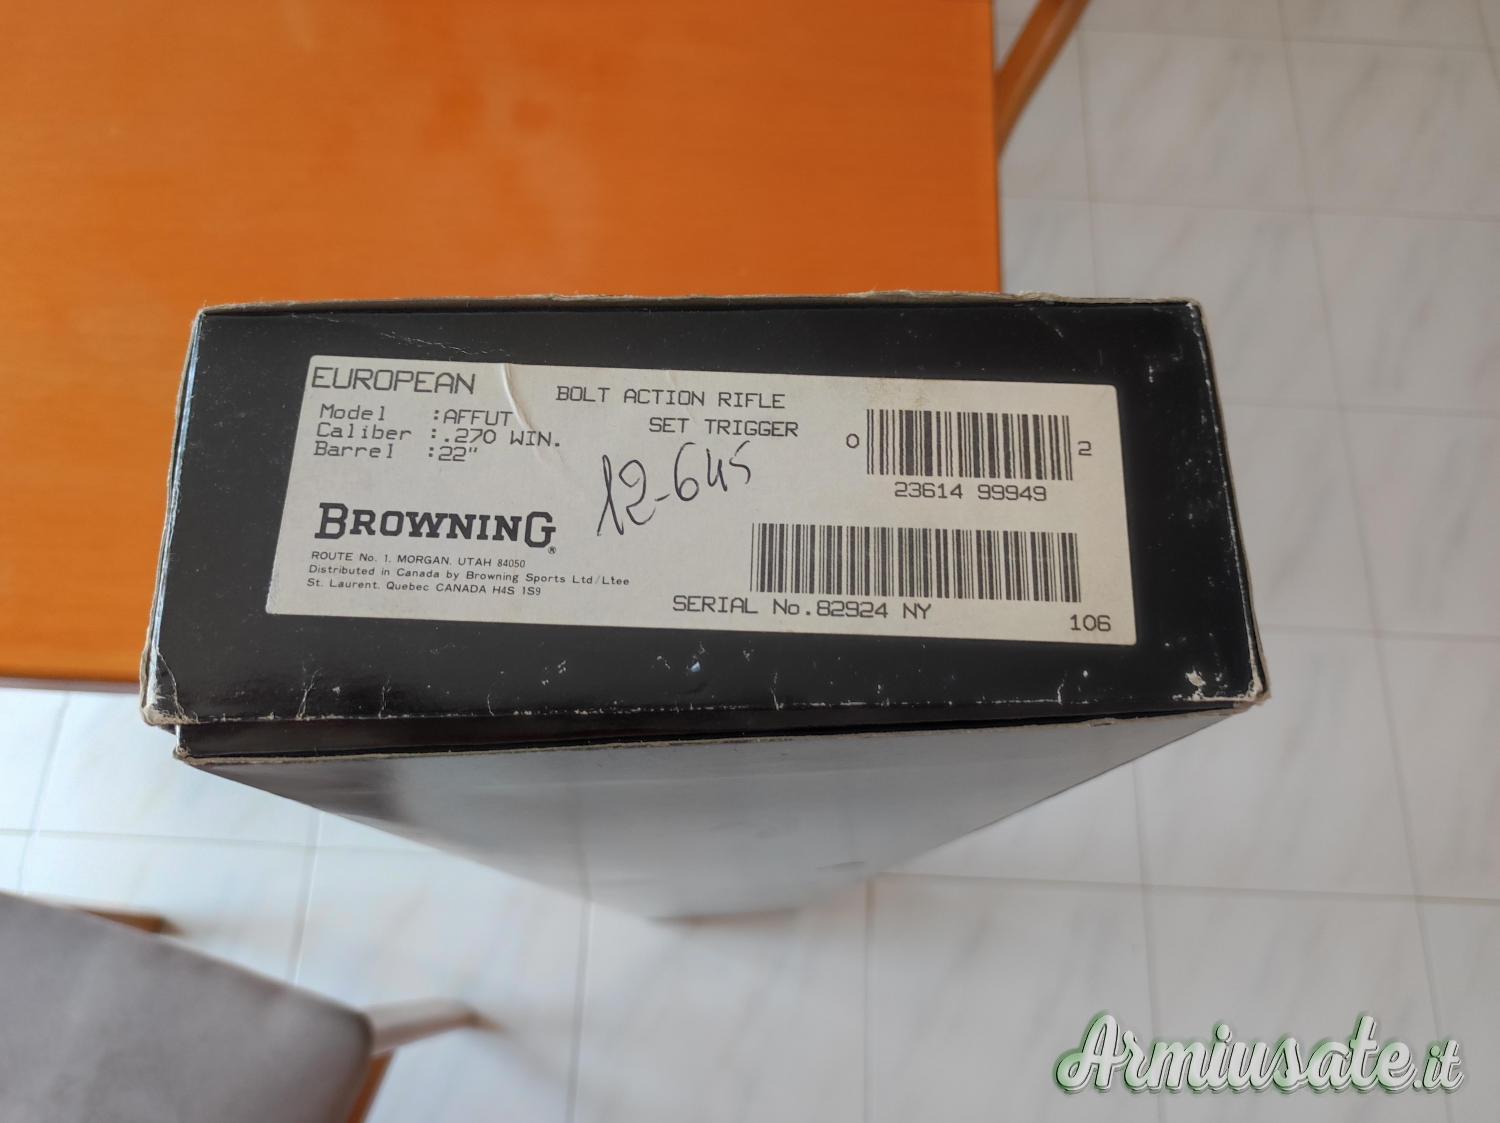 EUROPEAN
BOLT ACTION RIFLE
Model :AFFUT
SET TRIGGER
Caliber :.270 WIN.
Barrel :22"
12-645
0 2
23614 99949
BROWNING®
ROUTE No. 1. MORGAN, UTAH 84050
Distributed in Canada by Browning Sports Ltd/Ltee
St. Laurent. Quebec CANADA H4S 1S9
SERIAL No.82924 NY
106
Armiusate.it